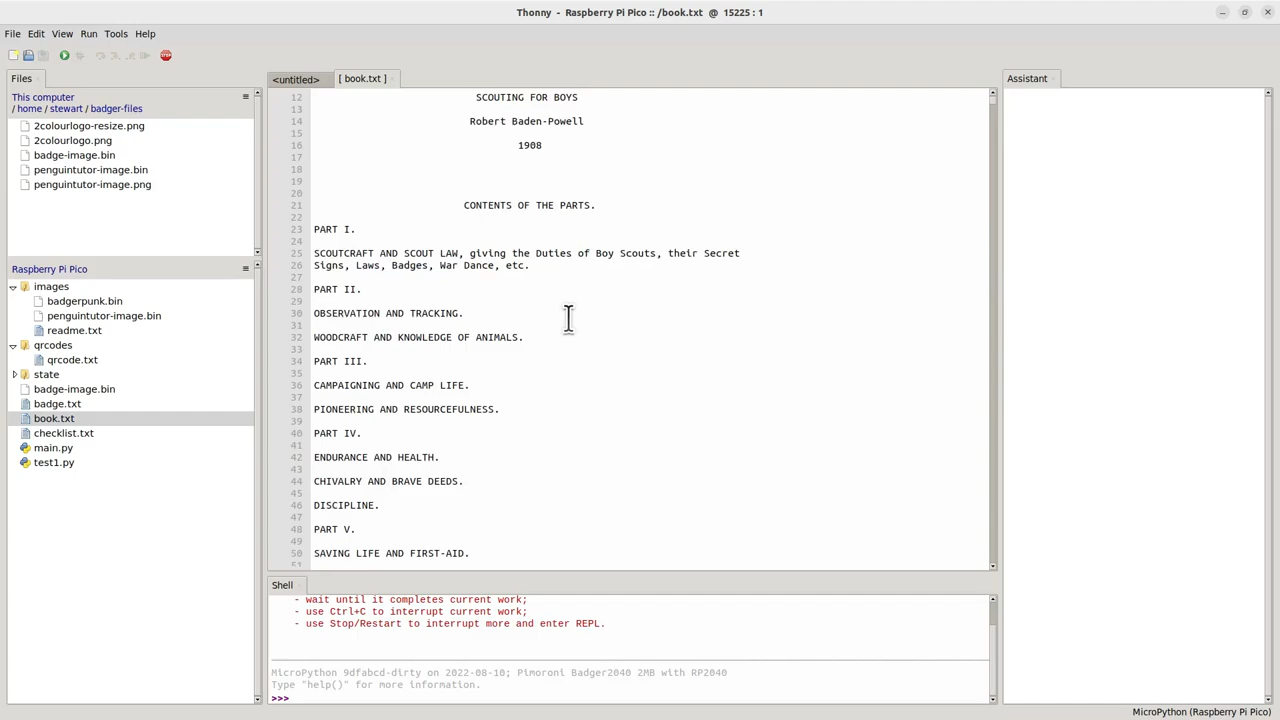 Thonny - Raspberry Pi Pico :: /book.txt @ 15225 : 1
File Edit View Run Tools Help
STOP
Files
<untitled>
[ book.txt ]
Assistant
This computer
/ home / stewart / badger-files
2colourlogo-resize.png
2colourlogo.png
badge-image.bin
penguintutor-image.bin
penguintutor-image.png
Raspberry Pi Pico
images
badgerpunk.bin
penguintutor-image.bin
readme.txt
qrcodes
qrcode.txt
state
badge-image.bin
badge.txt
book.txt
checklist.txt
main.py
test1.py
12 SCOUTING FOR BOYS
13
14 Robert Baden-Powell
15
16 1908
17
18
19
20
21 CONTENTS OF THE PARTS.
22
23 PART I.
24
25 SCOUTCRAFT AND SCOUT LAW, giving the Duties of Boy Scouts, their Secret
26 Signs, Laws, Badges, War Dance, etc.
27
28 PART II.
29
30 OBSERVATION AND TRACKING.
31
32 WOODCRAFT AND KNOWLEDGE OF ANIMALS.
33
34 PART III.
35
36 CAMPAIGNING AND CAMP LIFE.
37
38 PIONEERING AND RESOURCEFULNESS.
39
40 PART IV.
41
42 ENDURANCE AND HEALTH.
43
44 CHIVALRY AND BRAVE DEEDS.
45
46 DISCIPLINE.
47
48 PART V.
49
50 SAVING LIFE AND FIRST-AID.
51
Shell
- wait until it completes current work;
- use Ctrl+C to interrupt current work;
- use Stop/Restart to interrupt more and enter REPL.
MicroPython 9dfabcd-dirty on 2022-08-10; Pimoroni Badger2040 2MB with RP2040
Type "help()" for more information.
>>>
MicroPython (Raspberry Pi Pico)